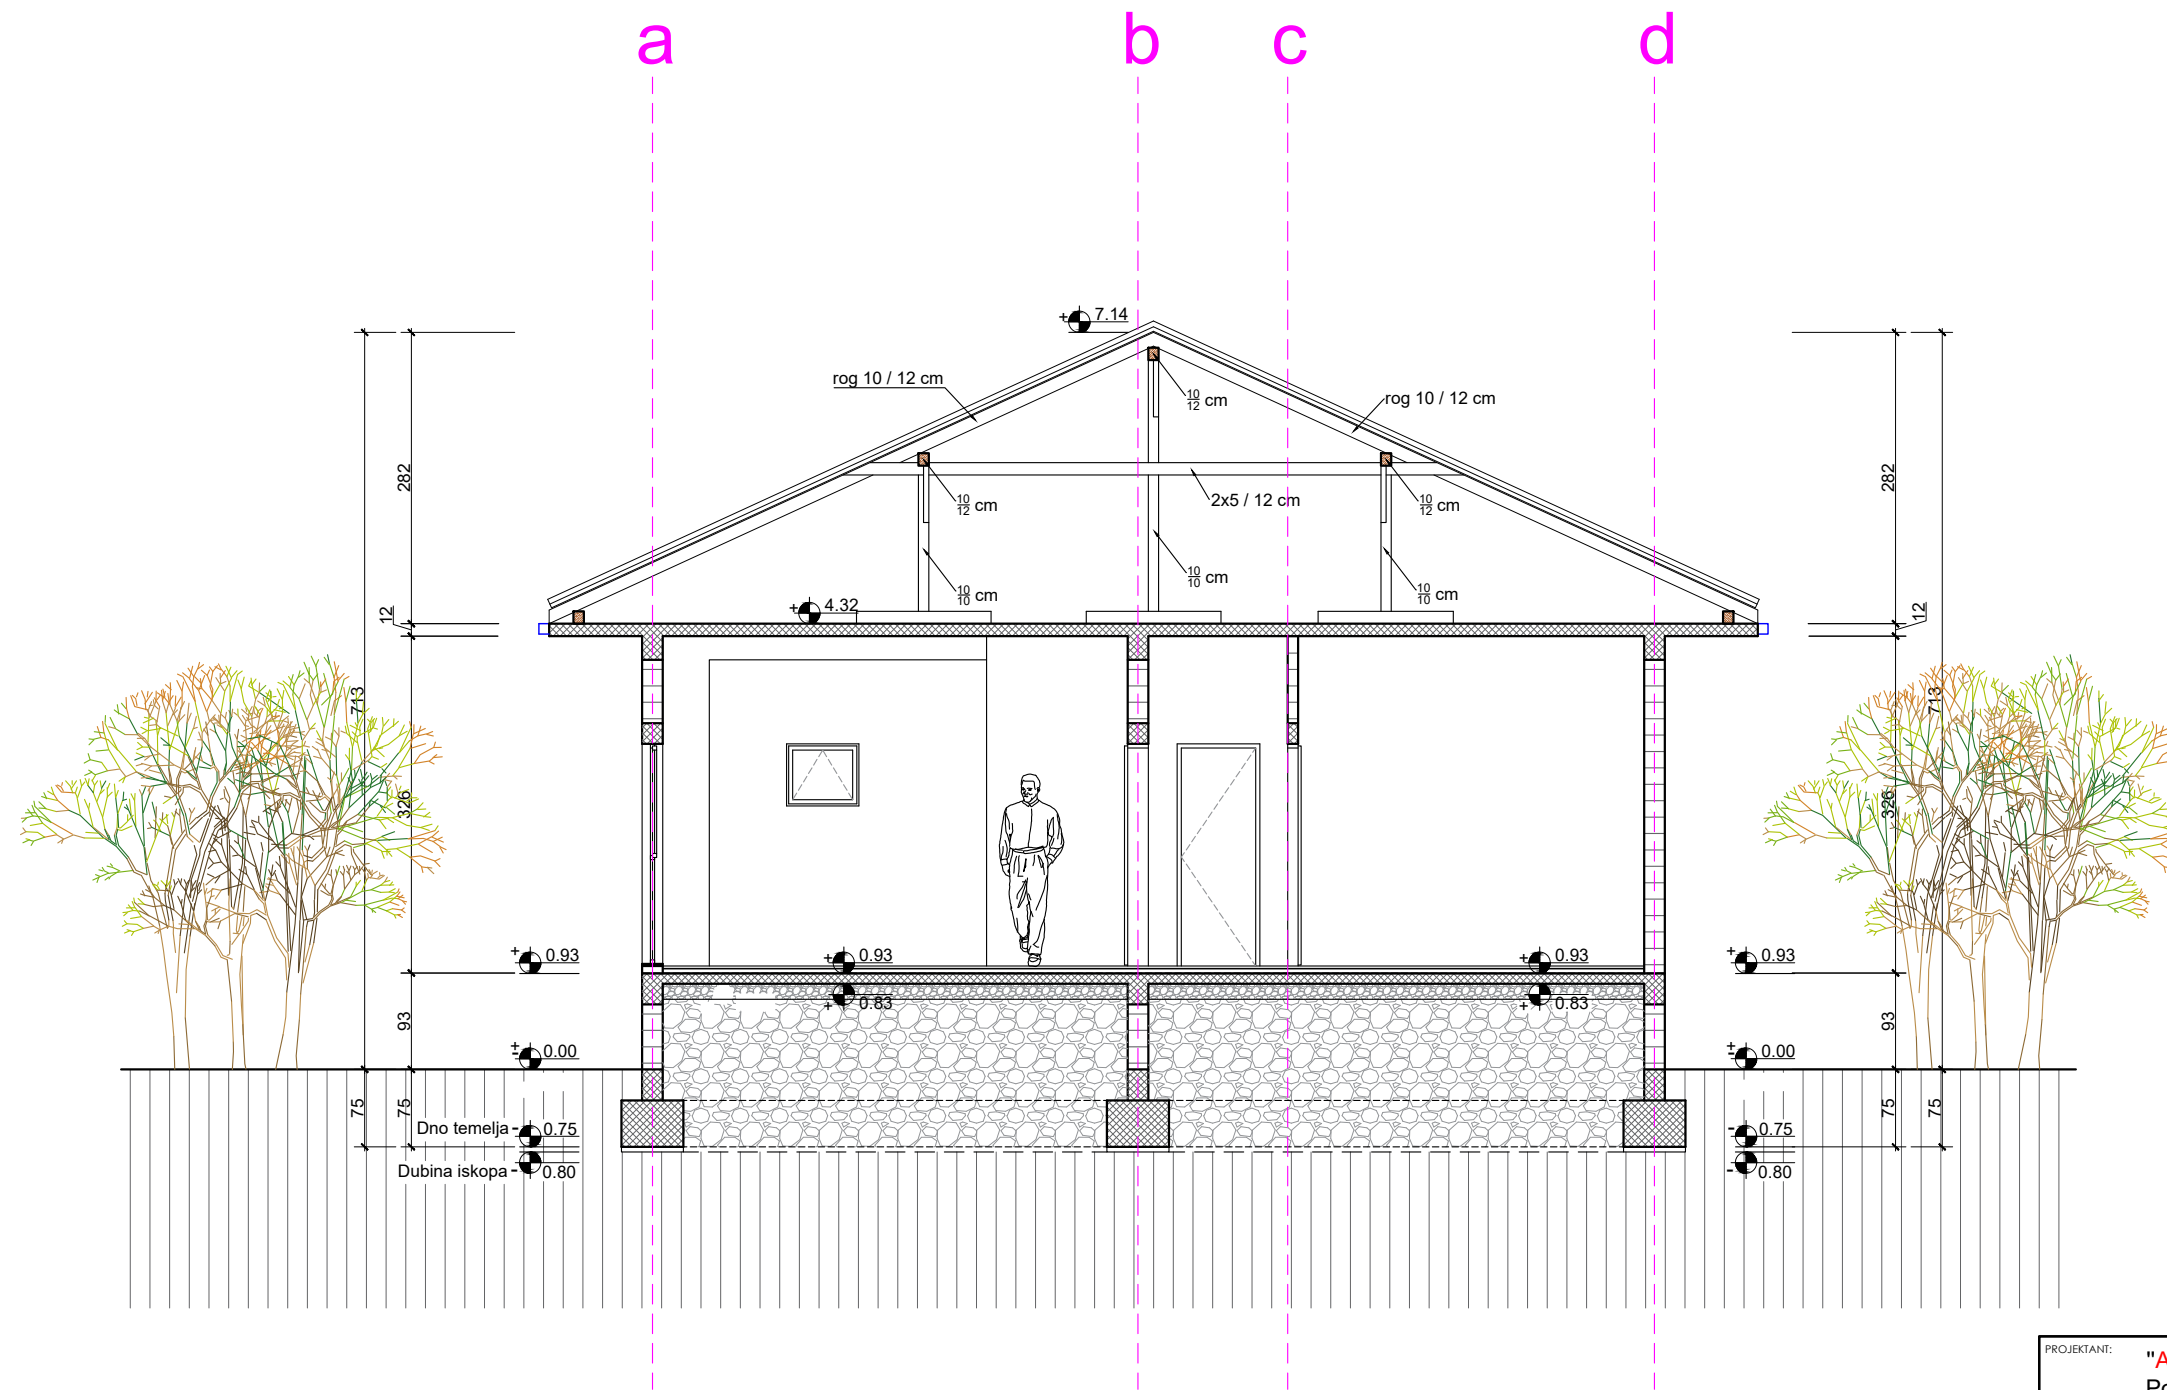 a b c d
+ 7.14
rog 10 / 12 cm
10/12 cm
rog 10 / 12 cm
282
282
10/12 cm
2x5 / 12 cm
10/12 cm
10/10 cm
10/10 cm
10/10 cm
12
+ 4.32
12
713
713
326
326
+ 0.93
+ 0.93
+ 0.93
+ 0.93
+ 0.83
+ 0.83
93
93
± 0.00
± 0.00
75
75
75
75
Dno temelja - 0.75
- 0.75
Dubina iskopa - 0.80
- 0.80
PROJEKTANT:
"A